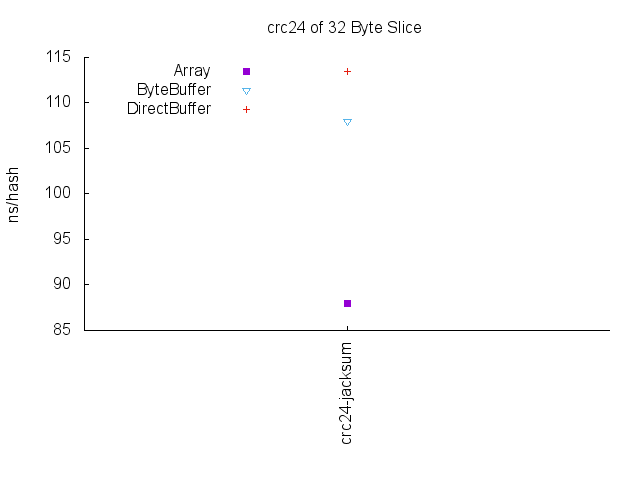 crc24 of 32 Byte Slice
115
110
105
100
95
90
85
ns/hash
Array
ByteBuffer
DirectBuffer
crc24-jacksum